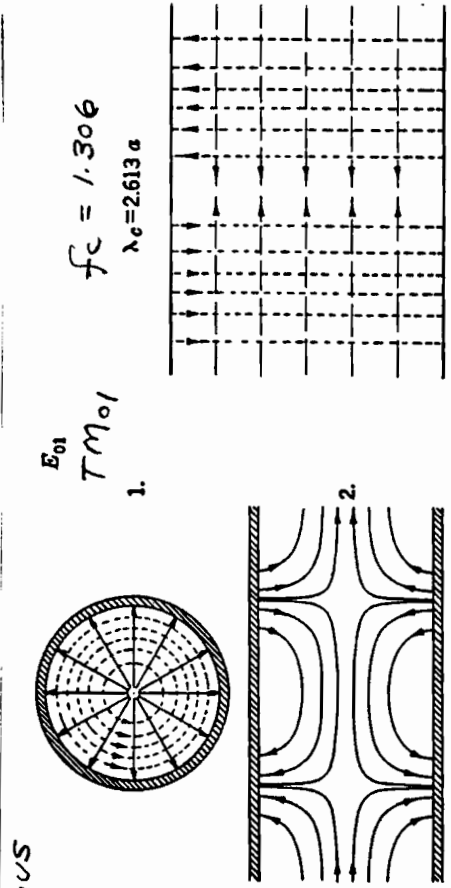 E01
TM01
1.
fc = 1.306
λc=2.613 a
2.